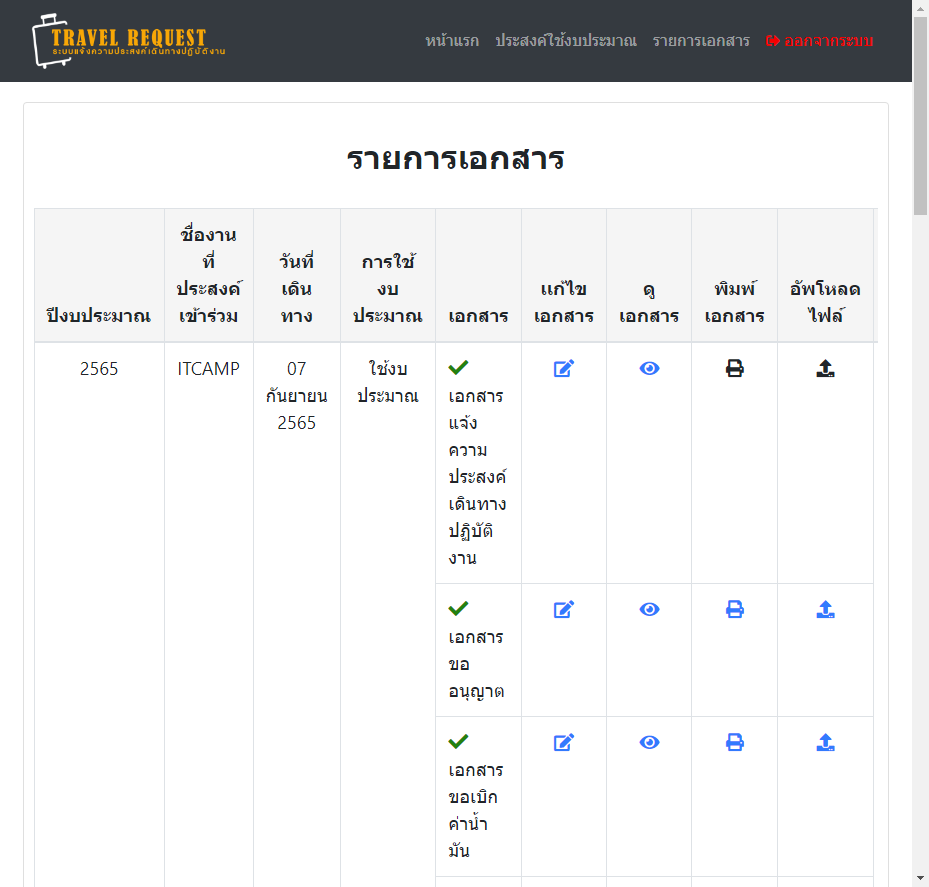 TRAVEL REQUEST
ระบบแจ้งความประสงค์เดินทางปฏิบัติงาน
หน้าแรก ประสงค์ใช้งบประมาณ รายการเอกสาร ออกจากระบบ
รายการเอกสาร
ปีงบประมาณ
ชื่องาน
ที่
ประสงค์
เข้าร่วม
วันที่
เดิน
ทาง
การใช้
งบ
ประมาณ
เอกสาร
แก้ไข
เอกสาร
ดู
เอกสาร
พิมพ์
เอกสาร
อัพโหลด
ไฟล์
2565
ITCAMP
07
กันยายน
2565
ใช้งบ
ประมาณ
เอกสาร
แจ้ง
ความ
ประสงค์
เดินทาง
ปฏิบัติ
งาน
เอกสาร
ขอ
อนุญาต
เอกสาร
ขอเบิก
ค่าน้ำ
มัน